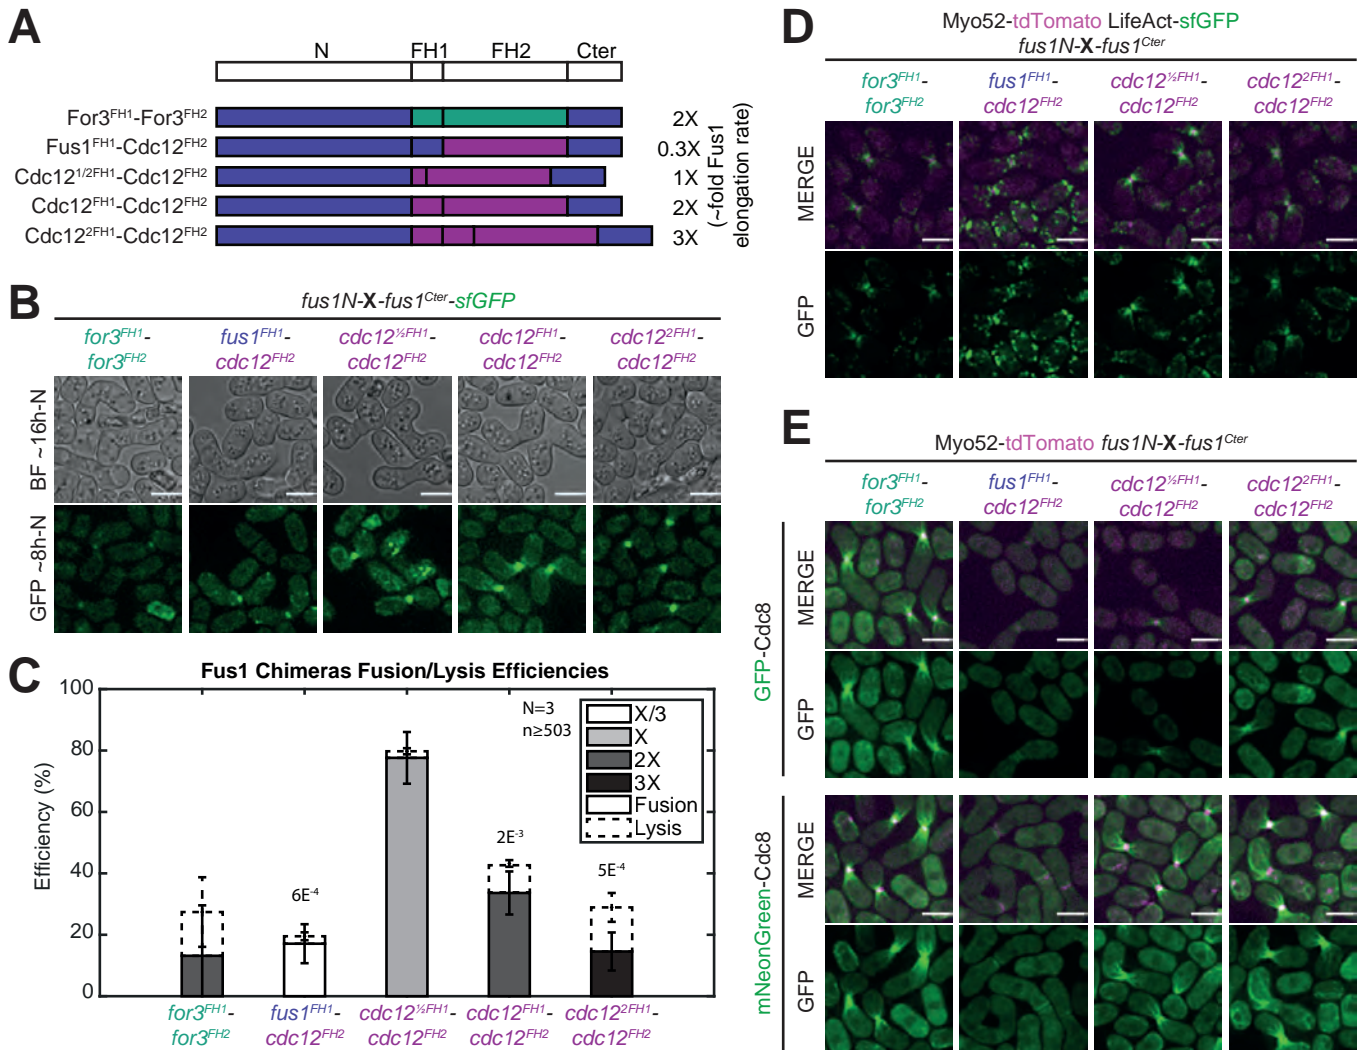 A
N FH1 FH2 Cter
For3FH1-For3FH2 2X
Fus1FH1-Cdc12FH2 0.3X
Cdc121/2FH1-Cdc12FH2 1X
Cdc12FH1-Cdc12FH2 2X
Cdc122FH1-Cdc12FH2 3X
(~fold Fus1
elongation rate)
B
fus1N-X-fus1Cter-sfGFP
for3FH1- fus1FH1- cdc12½FH1- cdc12FH1- cdc122FH1-
for3FH2 cdc12FH2 cdc12FH2 cdc12FH2 cdc12FH2
BF ~16h-N
GFP ~8h-N
C
Fus1 Chimeras Fusion/Lysis Efficiencies
Efficiency (%)
100
80
60
40
20
0
N=3
n≥503
X/3
X
2X
3X
Fusion
Lysis
6E-4
2E-3
5E-4
for3FH1- fus1FH1- cdc12½FH1- cdc12FH1- cdc122FH1-
for3FH2 cdc12FH2 cdc12FH2 cdc12FH2 cdc12FH2
D
Myo52-tdTomato LifeAct-sfGFP
fus1N-X-fus1Cter
for3FH1- fus1FH1- cdc12½FH1- cdc122FH1-
for3FH2 cdc12FH2 cdc12FH2 cdc12FH2
MERGE
GFP
E
Myo52-tdTomato fus1N-X-fus1Cter
for3FH1- fus1FH1- cdc12½FH1- cdc122FH1-
for3FH2 cdc12FH2 cdc12FH2 cdc12FH2
GFP-Cdc8
MERGE
GFP
mNeonGreen-Cdc8
MERGE
GFP